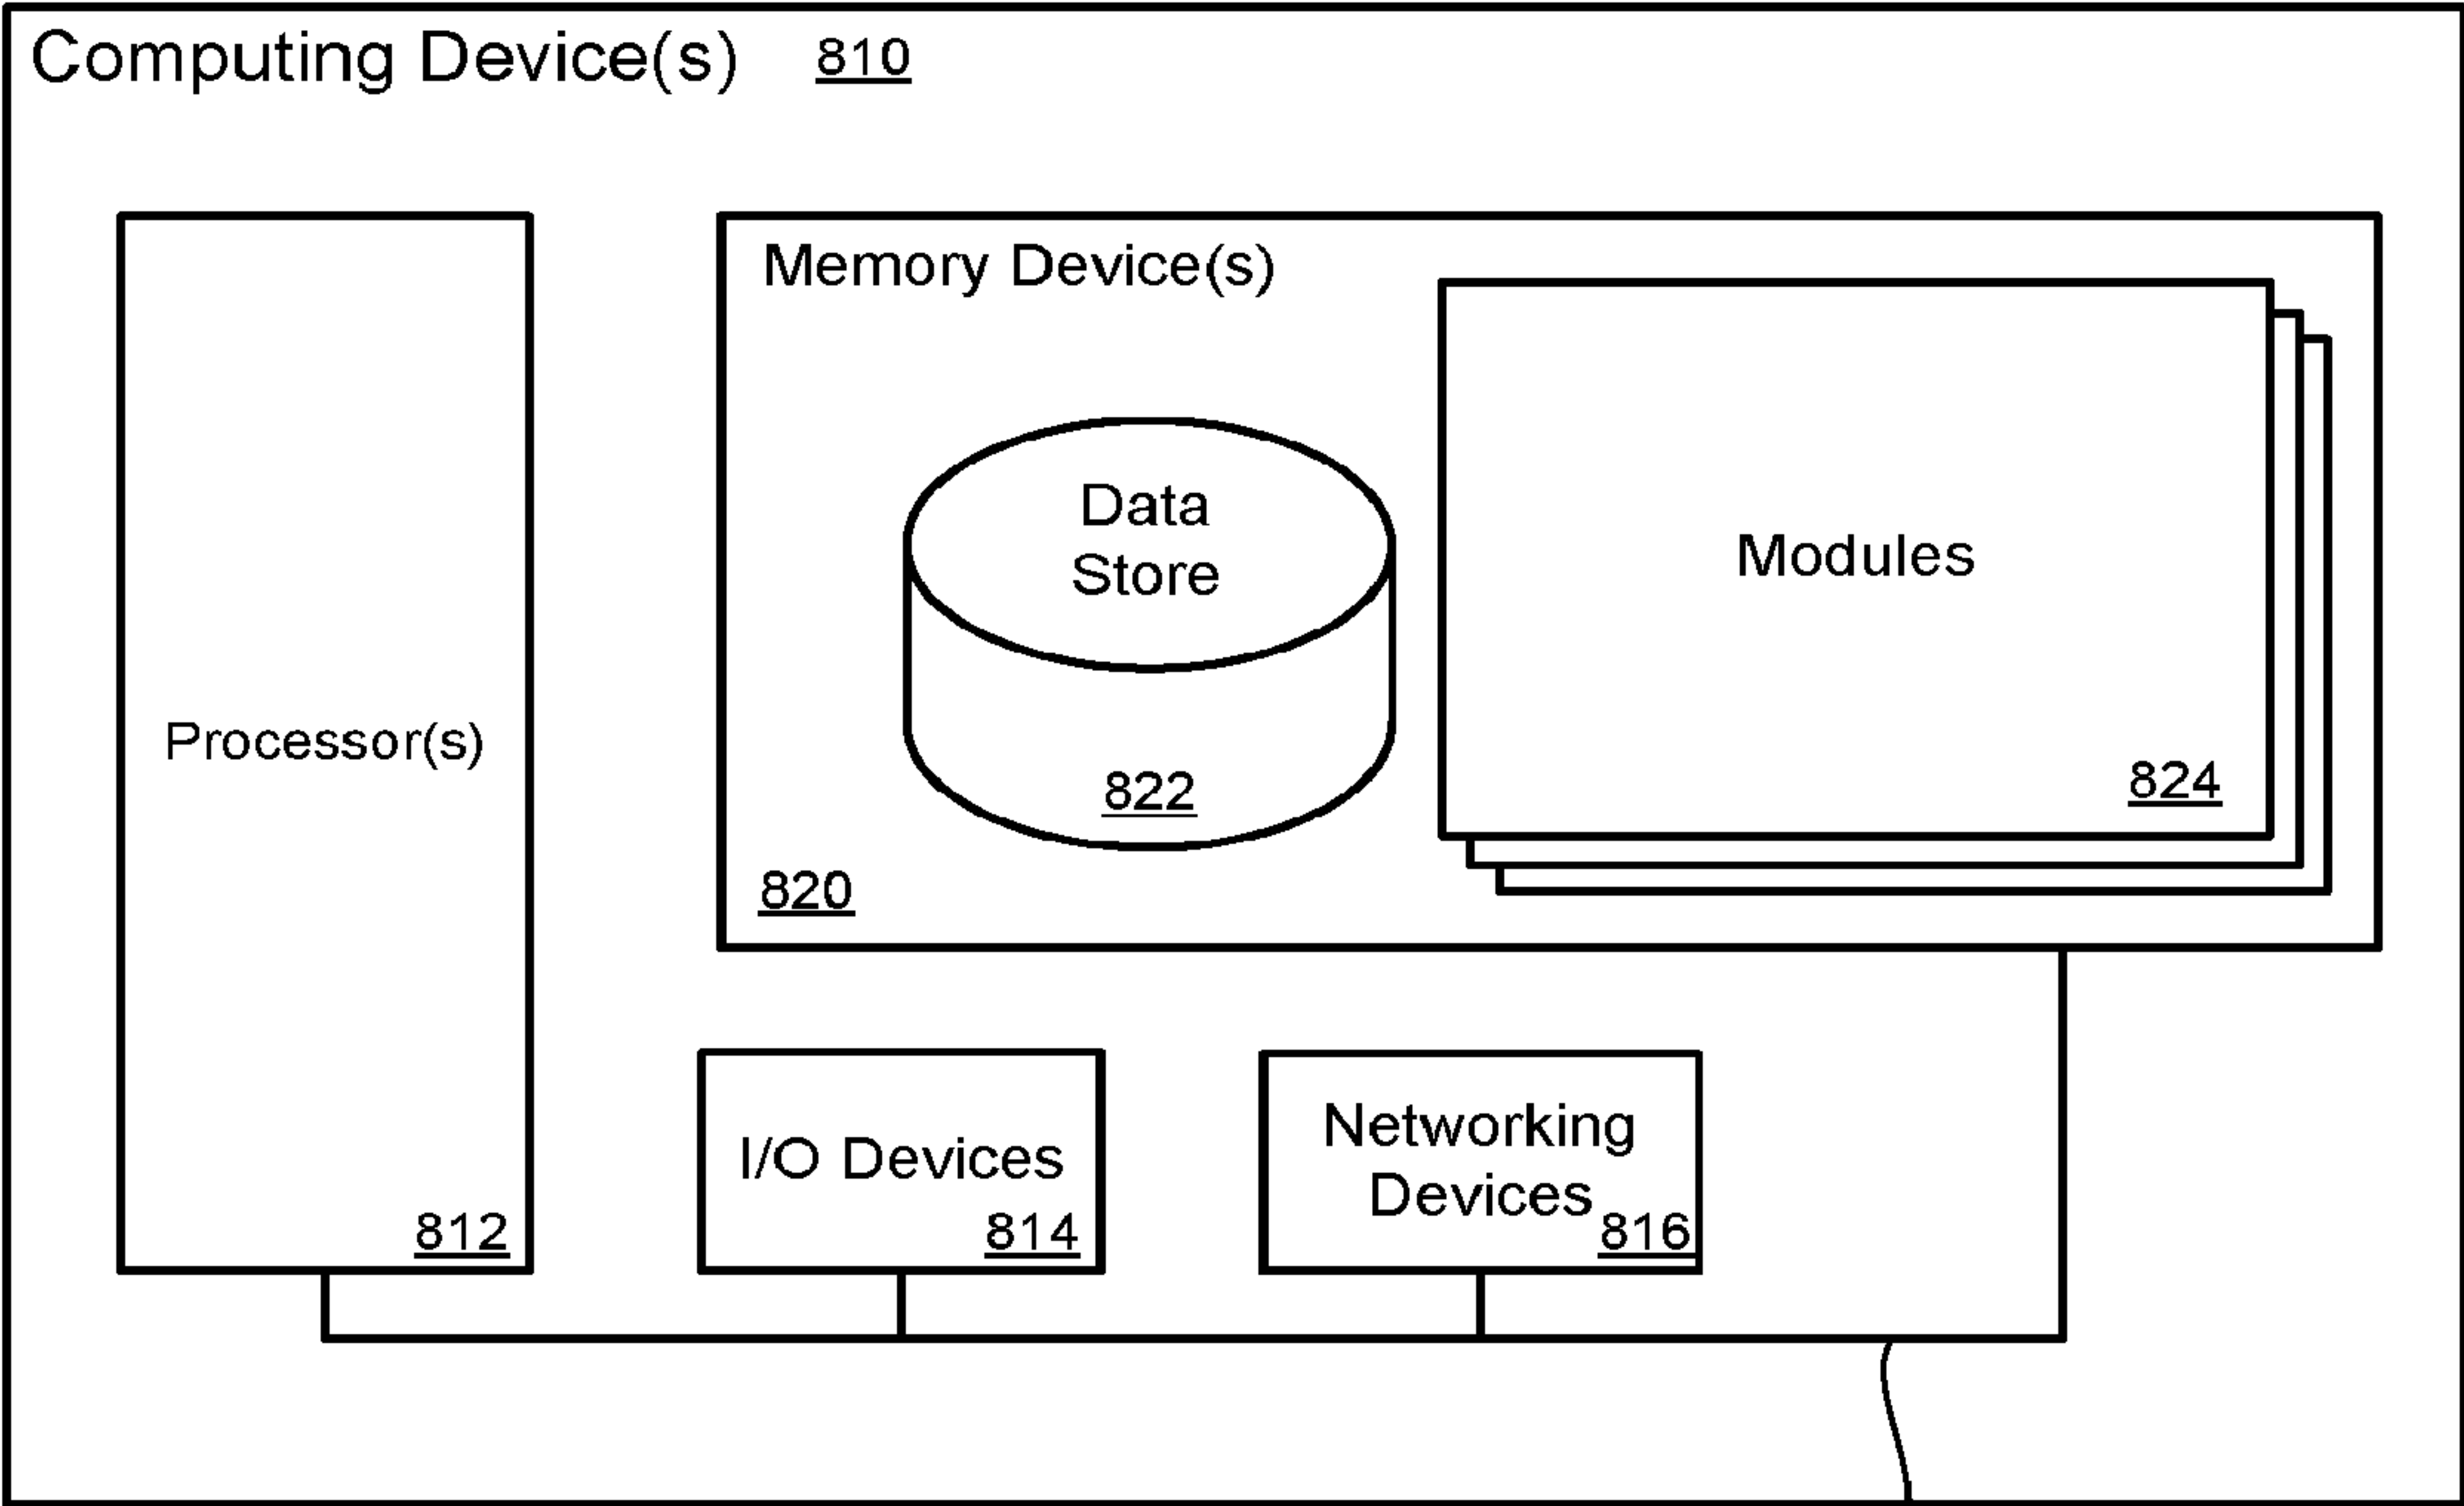 Computing Device(s) 810
Memory Device(s)
Data
Store
822
820
Modules
824
Processor(s)
812
I/O Devices
814
Networking
Devices
816